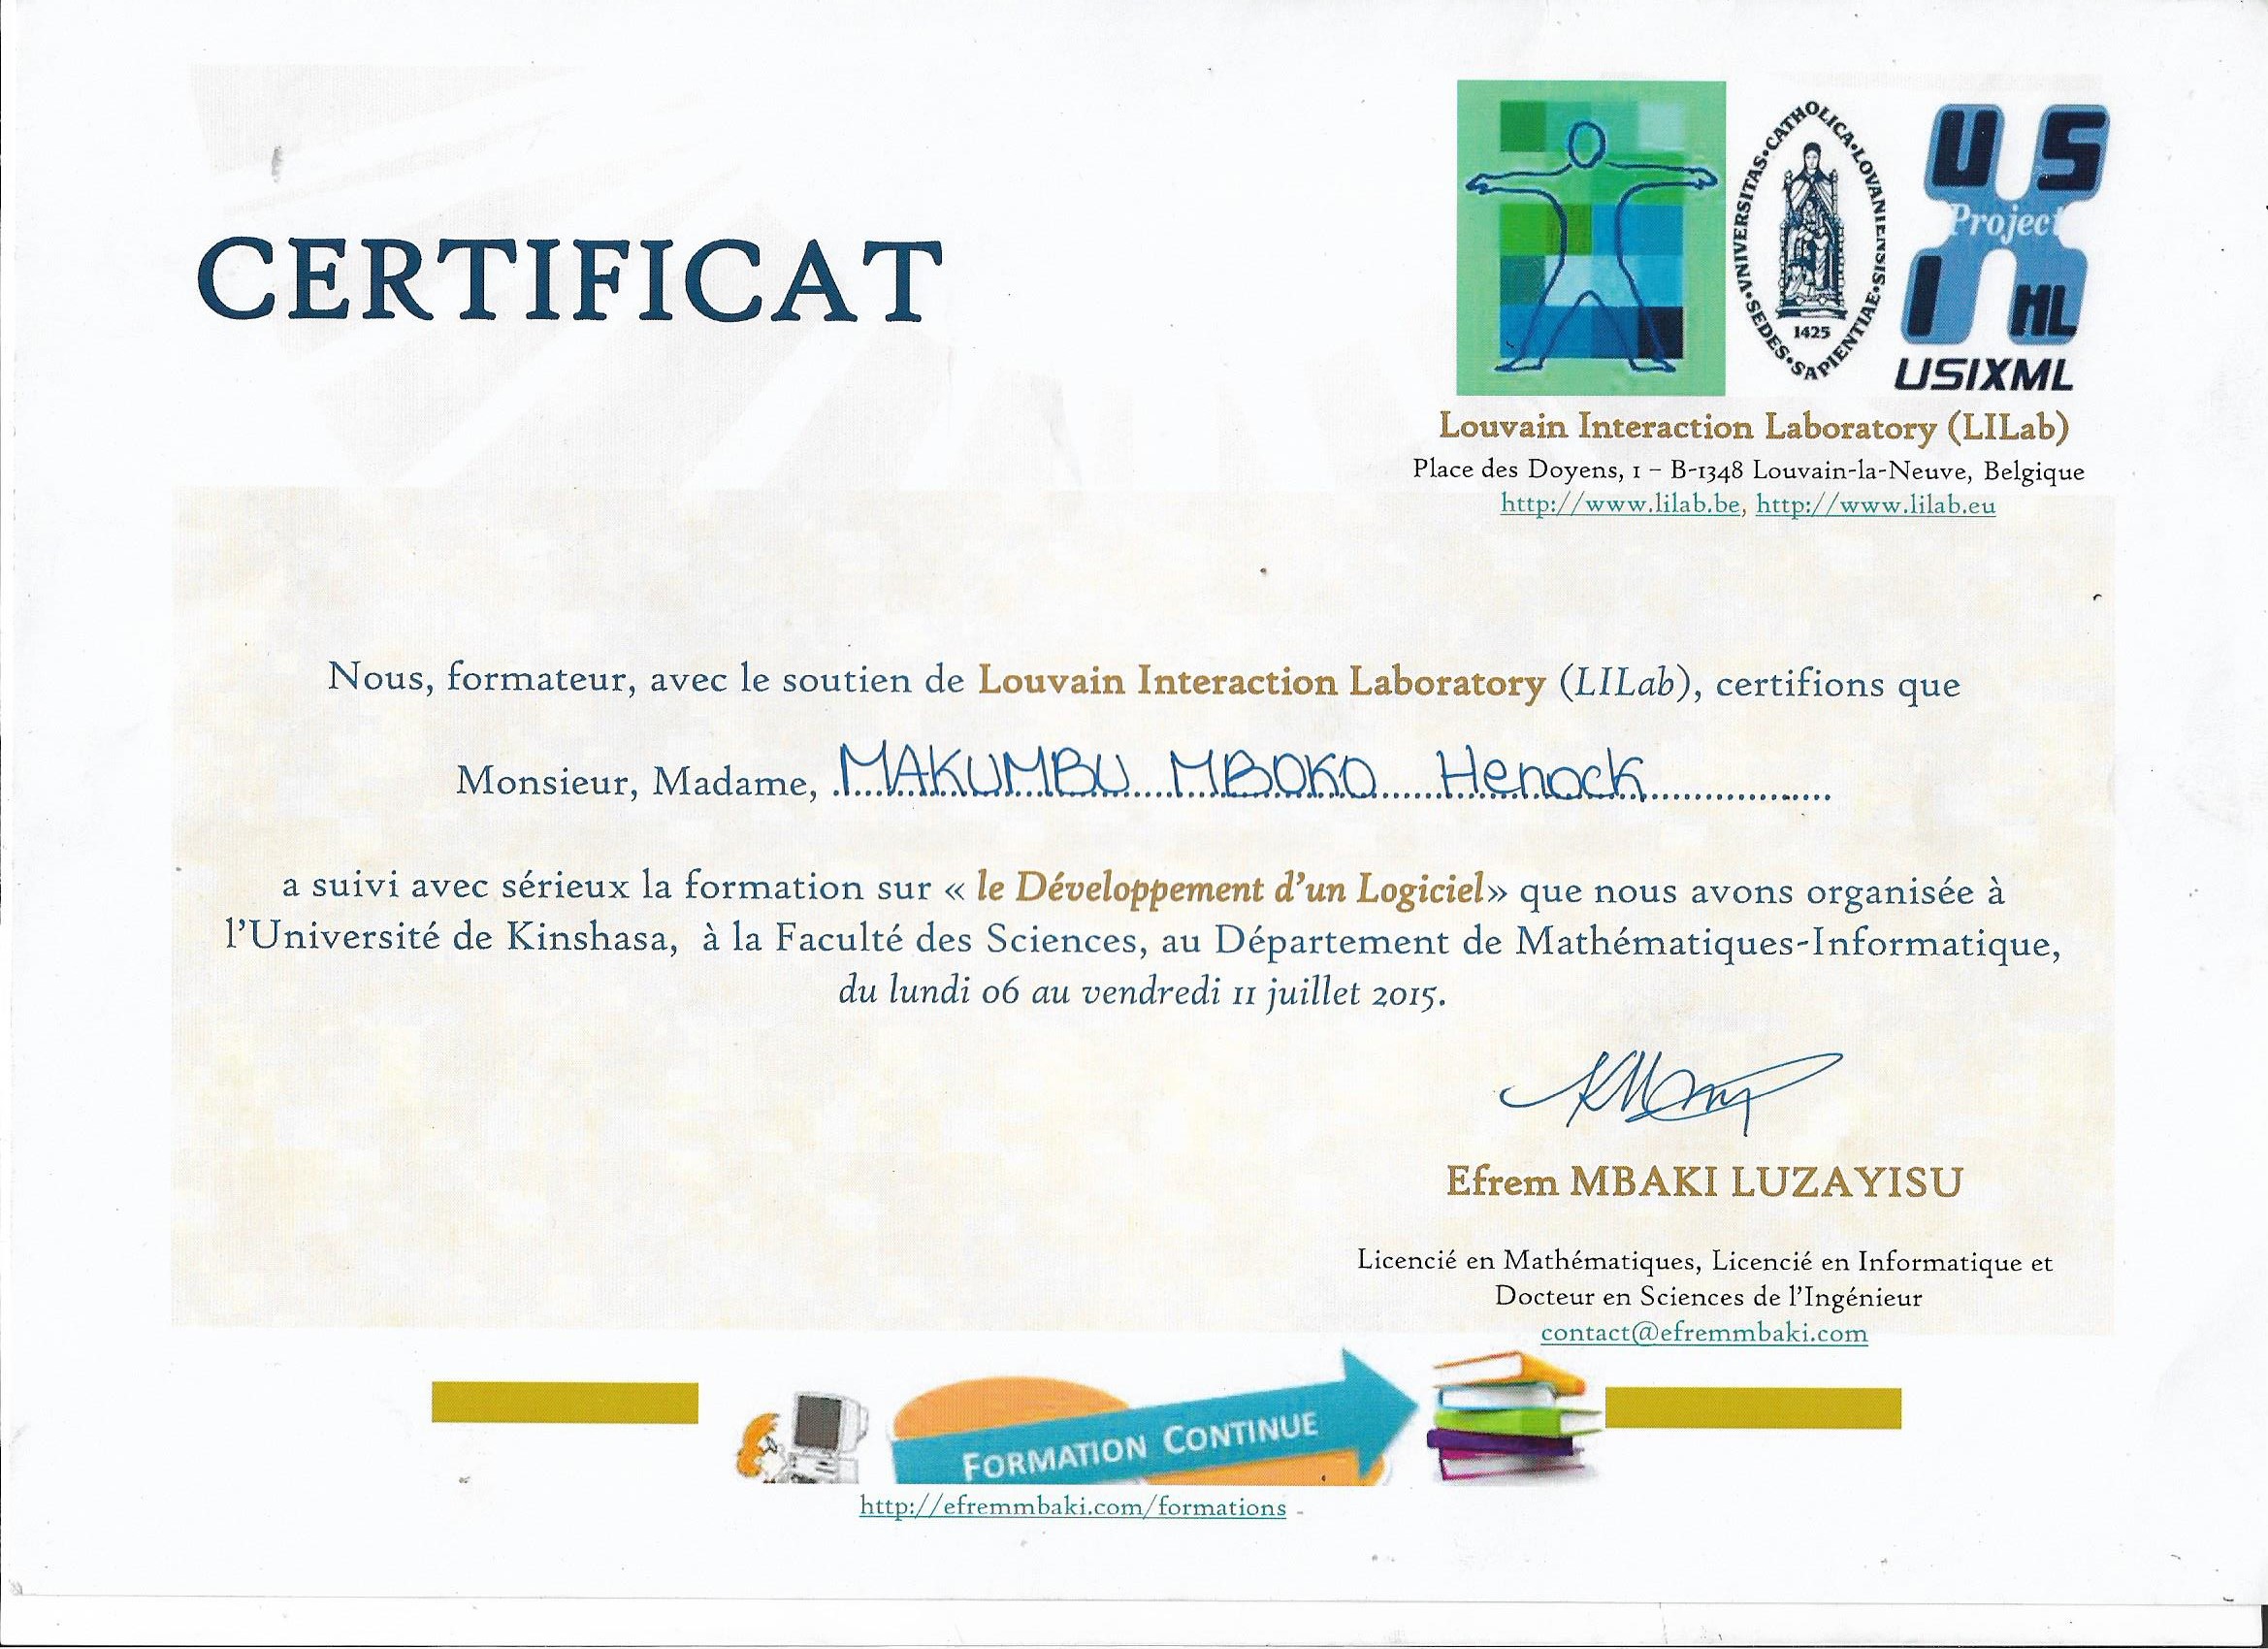 CERTIFICAT
UNIVERSITAS•CATHOLICA•LOVANIENSIS•SEDES•SAPIENTIAE•
1425
US
Project
I ML
USIXML
Louvain Interaction Laboratory (LILab)
Place des Doyens, 1 – B-1348 Louvain-la-Neuve, Belgique
http://www.lilab.be, http://www.lilab.eu
Nous, formateur, avec le soutien de Louvain Interaction Laboratory (LILab), certifions que
Monsieur, Madame, MAKUMBU MBOKO Henock
a suivi avec sérieux la formation sur « le Développement d'un Logiciel» que nous avons organisée à
l'Université de Kinshasa, à la Faculté des Sciences, au Département de Mathématiques-Informatique,
du lundi 06 au vendredi 11 juillet 2015.
Efrem MBAKI LUZAYISU
Licencié en Mathématiques, Licencié en Informatique et
Docteur en Sciences de l'Ingénieur
contact@efremmbaki.com
FORMATION CONTINUE
http://efremmbaki.com/formations -